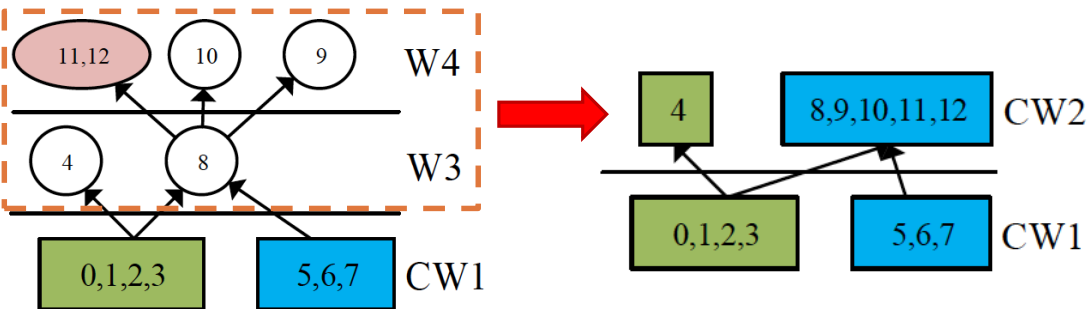 11,12 10 9 W4
4 8 W3
0,1,2,3 5,6,7 CW1
4 8,9,10,11,12 CW2
0,1,2,3 5,6,7 CW1